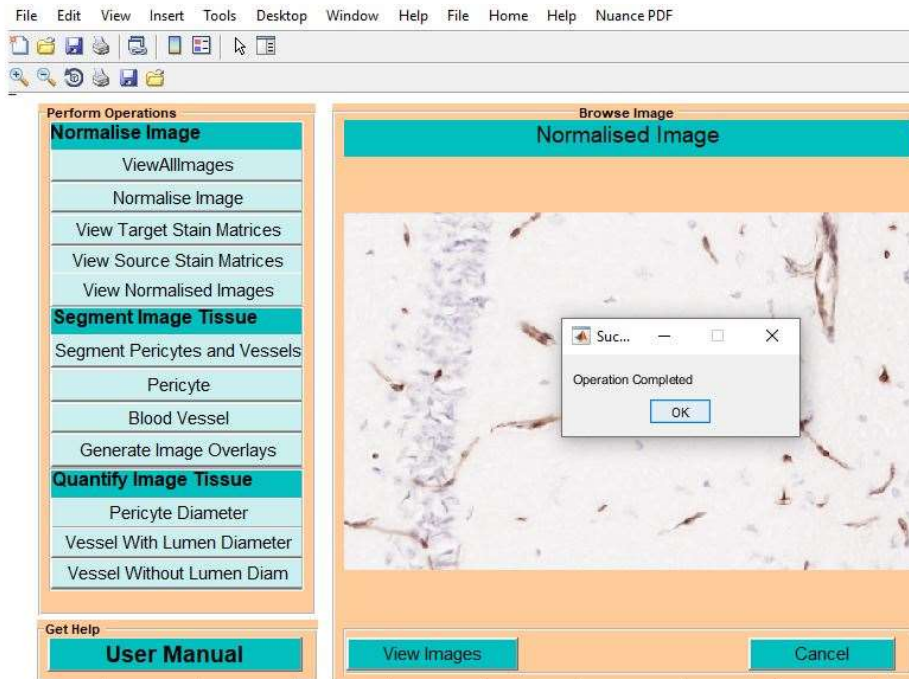 File Edit View Insert Tools Desktop Window Help File Home Help Nuance PDF
Perform Operations
Normalise Image
ViewAllImages
Normalise Image
View Target Stain Matrices
View Source Stain Matrices
View Normalised Images
Segment Image Tissue
Segment Pericytes and Vessels
Pericyte
Blood Vessel
Generate Image Overlays
Quantify Image Tissue
Pericyte Diameter
Vessel With Lumen Diameter
Vessel Without Lumen Diam
Get Help
User Manual
Browse Image
Normalised Image
Suc...
Operation Completed
OK
View Images
Cancel